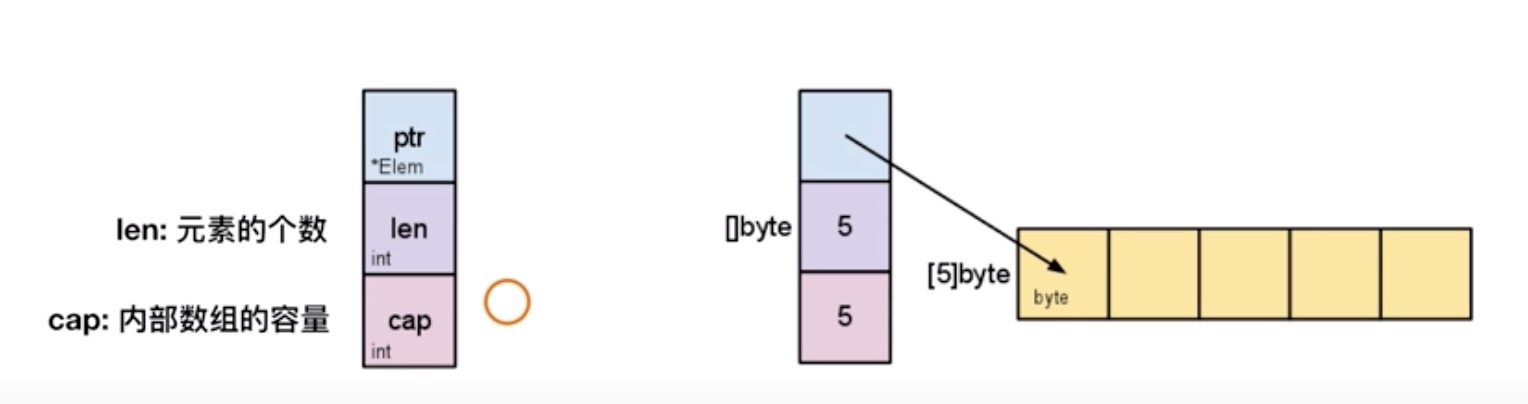 ptr
*Elem
len: 元素的个数
len
int
cap: 内部数组的容量
cap
int
[]byte
5
5
[5]byte
byte